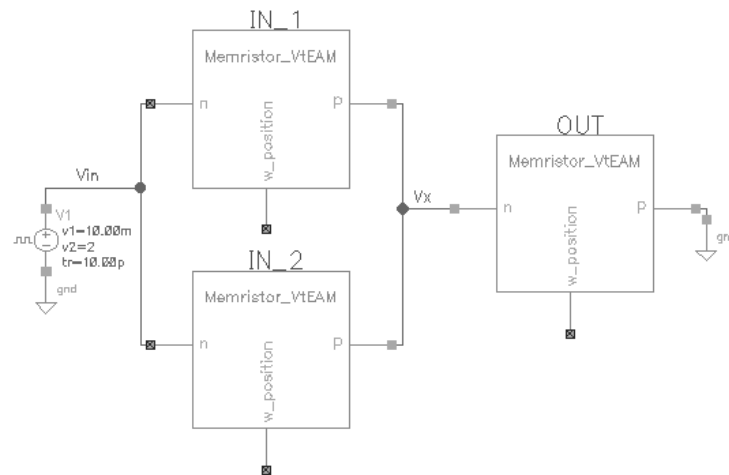 IN_1
Memristor_VtEAM
n
p
w_position
OUT
Memristor_VtEAM
n
p
w_position
Vin
Vx
V1
v1=10.00m
v2=2
tr=10.00p
gnd
gn
IN_2
Memristor_VtEAM
n
p
w_position